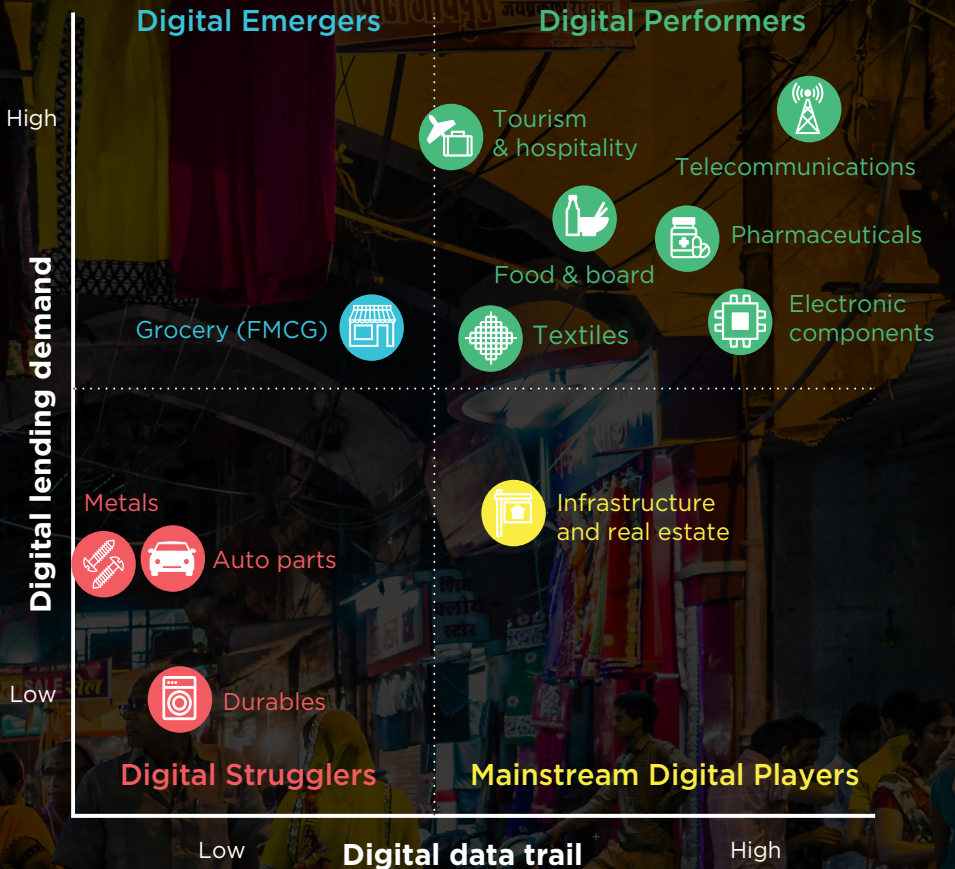 Digital Emergers
Digital Performers
High
Tourism
& hospitality
Telecommunications
Pharmaceuticals
Food & board
Grocery (FMCG)
Textiles
Electronic
components
Digital lending demand
Metals
Auto parts
Infrastructure
and real estate
Low
SALE सेल
Durables
Digital Strugglers
Mainstream Digital Players
Low
Digital data trail
High